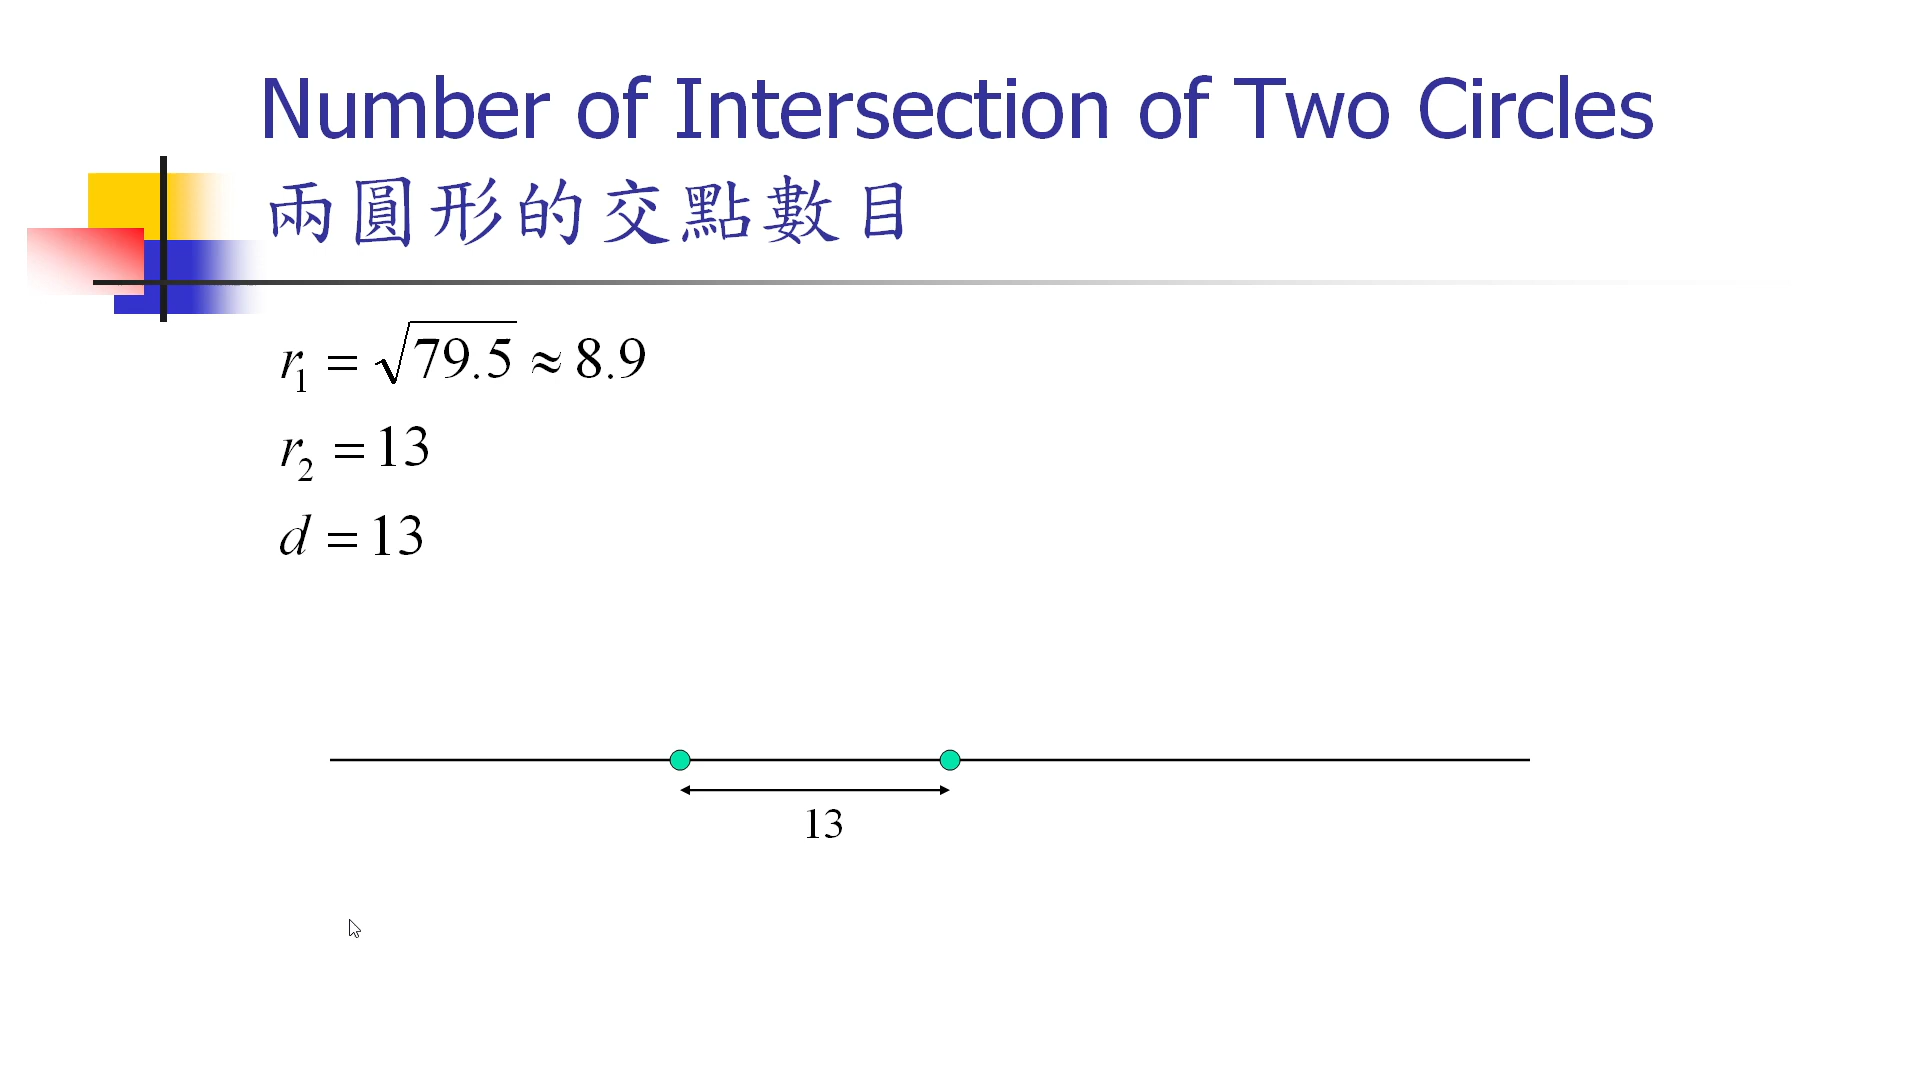 Number of Intersection of Two Circles
兩圓形的交點數目
r₁ = √79.5 ≈ 8.9
r₂ = 13
d = 13
13